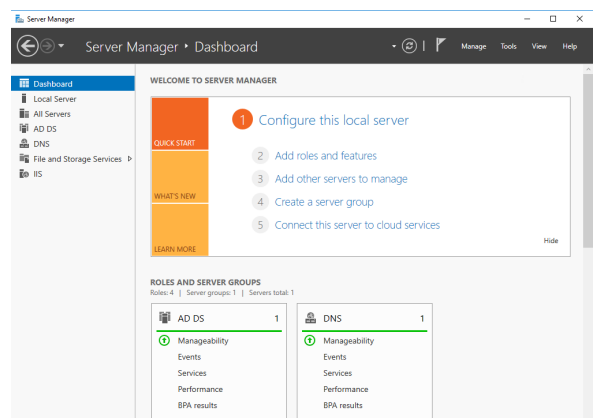 Server Manager
Server Manager • Dashboard
Manage Tools View Help
Dashboard
Local Server
All Servers
AD DS
DNS
File and Storage Services
IIS
WELCOME TO SERVER MANAGER
QUICK START
WHAT'S NEW
LEARN MORE
1 Configure this local server
2 Add roles and features
3 Add other servers to manage
4 Create a server group
5 Connect this server to cloud services
Hide
ROLES AND SERVER GROUPS
Roles: 4 | Server groups: 1 | Servers total: 1
AD DS 1
Manageability
Events
Services
Performance
BPA results
DNS 1
Manageability
Events
Services
Performance
BPA results